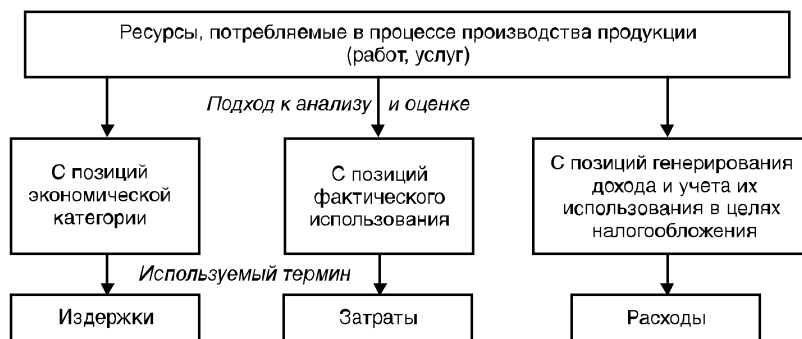 Ресурсы, потребляемые в процессе производства продукции
(работ, услуг)
Подход к анализу и оценке
С позиций
экономической
категории
С позиций
фактического
использования
С позиций генерирования
дохода и учета их
использования в целях
налогообложения
Используемый термин
Издержки
Затраты
Расходы